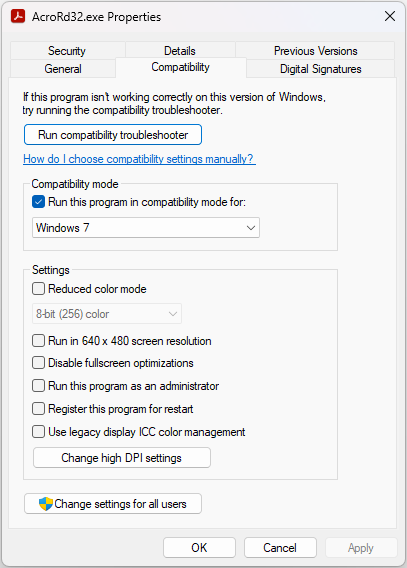 AcroRd32.exe Properties
Security Details Previous Versions
General Compatibility Digital Signatures
If this program isn't working correctly on this version of Windows,
try running the compatibility troubleshooter.
Run compatibility troubleshooter
How do I choose compatibility settings manually?
Compatibility mode
Run this program in compatibility mode for:
Windows 7
Settings
Reduced color mode
8-bit (256) color
Run in 640 x 480 screen resolution
Disable fullscreen optimizations
Run this program as an administrator
Register this program for restart
Use legacy display ICC color management
Change high DPI settings
Change settings for all users
OK Cancel Apply